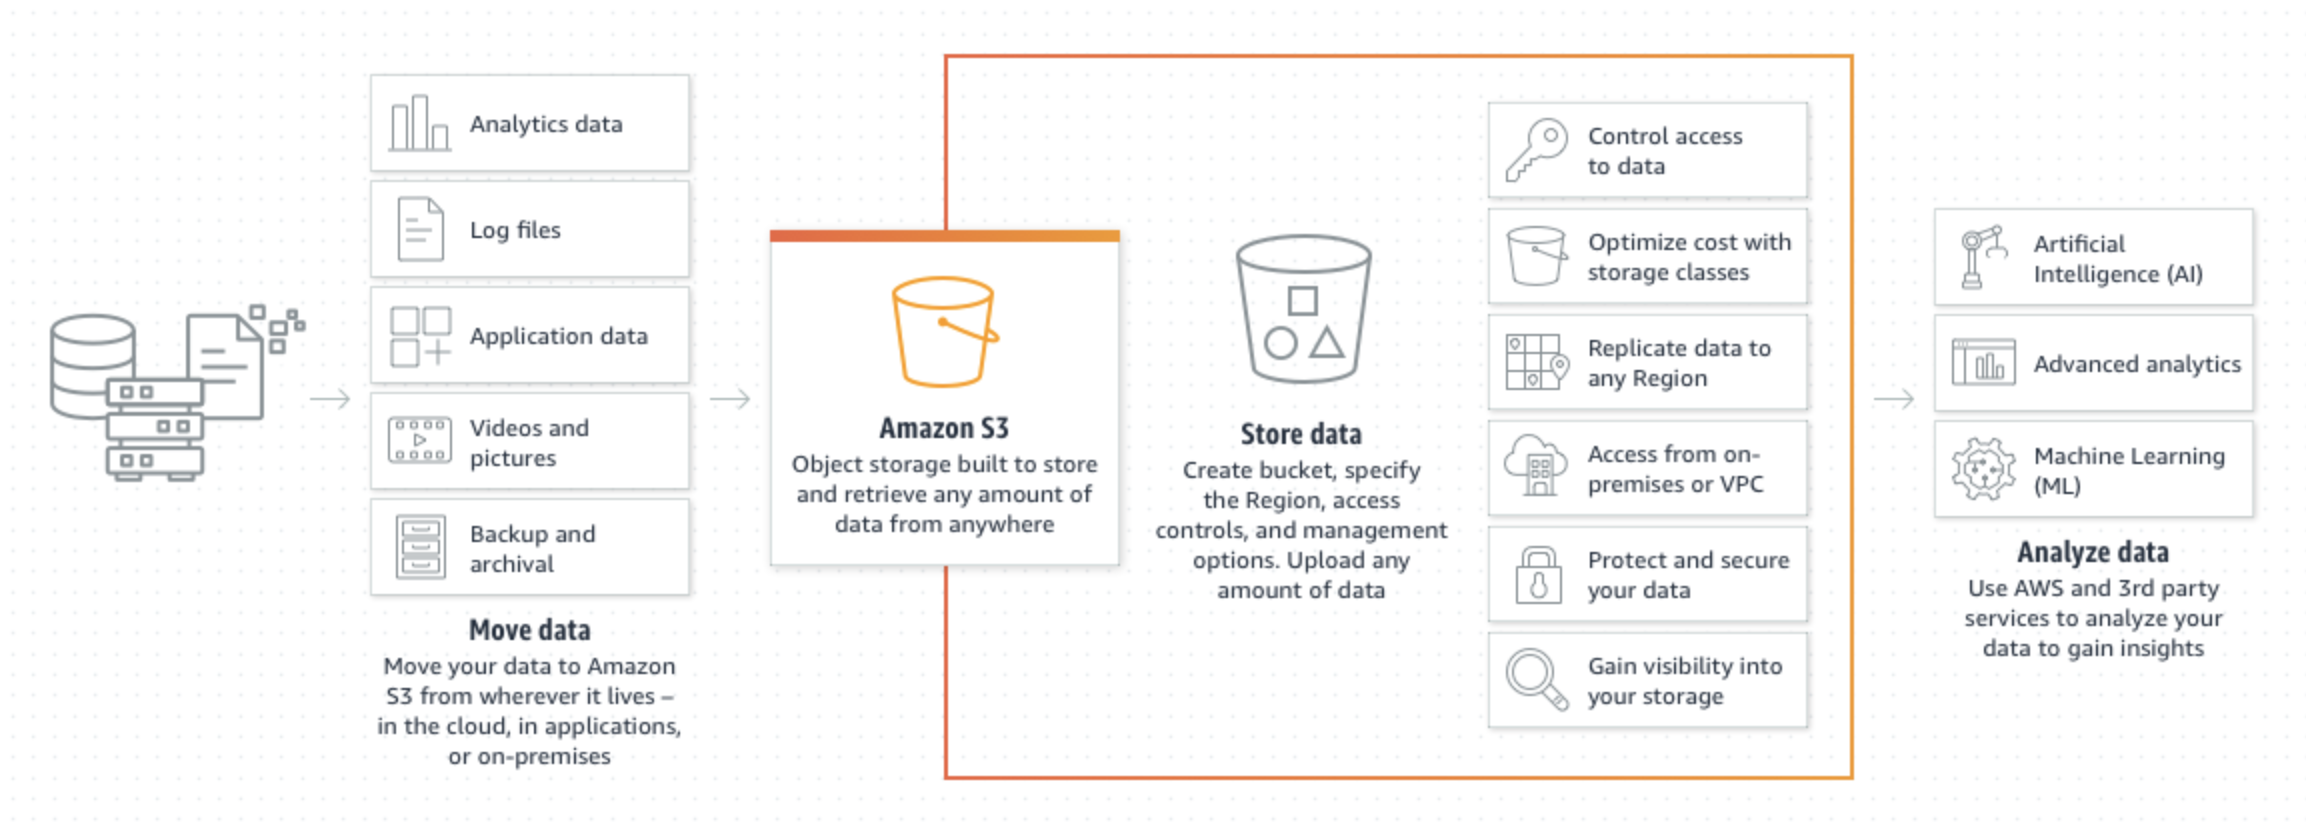 Analytics data
Log files
Application data
Videos and
pictures
Backup and
archival
Move data
Move your data to Amazon
S3 from wherever it lives –
in the cloud, in applications,
or on-premises
Amazon S3
Object storage built to store
and retrieve any amount of
data from anywhere
Store data
Create bucket, specify
the Region, access
controls, and management
options. Upload any
amount of data
Control access
to data
Optimize cost with
storage classes
Replicate data to
any Region
Access from on-
premises or VPC
Protect and secure
your data
Gain visibility into
your storage
Artificial
Intelligence (AI)
Advanced analytics
Machine Learning
(ML)
Analyze data
Use AWS and 3rd party
services to analyze your
data to gain insights